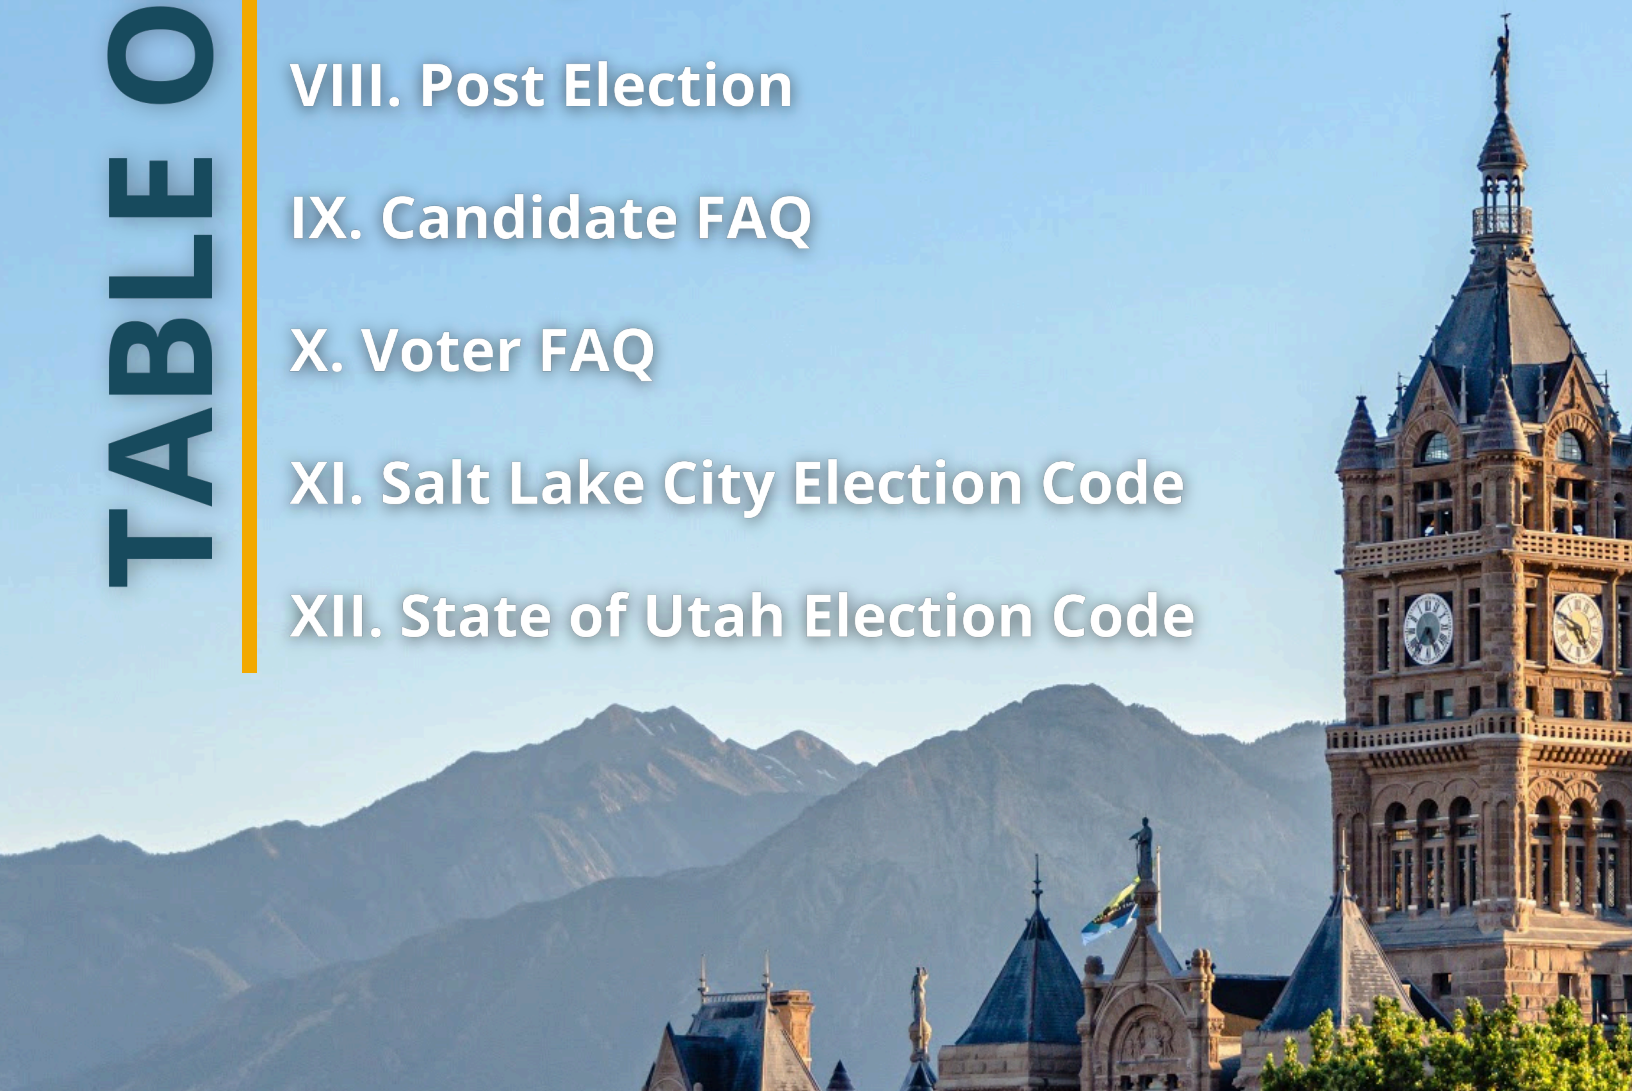 TABLE O
VIII. Post Election
IX. Candidate FAQ
X. Voter FAQ
XI. Salt Lake City Election Code
XII. State of Utah Election Code